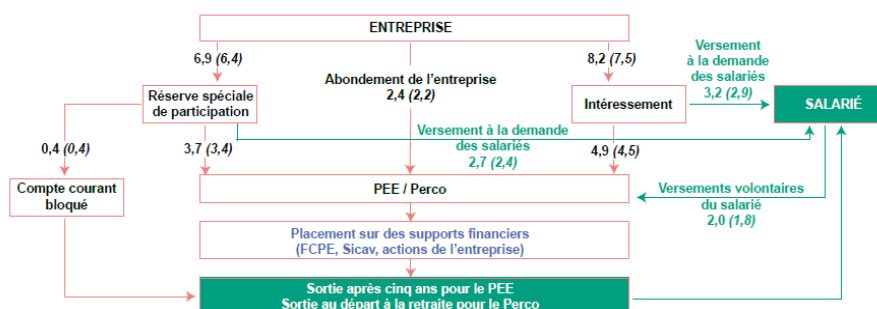 ENTREPRISE
6,9 (6,4)
8,2 (7,5)
Abondement de l'entreprise
2,4 (2,2)
Versement
à la demande
des salariés
3,2 (2,9)
Réserve spéciale
de participation
Intéressement
SALARIÉ
0,4 (0,4)
3,7 (3,4)
Versement à la demande
des salariés
2,7 (2,4)
4,9 (4,5)
Compte courant
bloqué
PEE / Perco
Versements volontaires
du salarié
2,0 (1,8)
Placement sur des supports financiers
(FCPE, Sicav, actions de l'entreprise)
Sortie après cinq ans pour le PEE
Sortie au départ à la retraite pour le Perco